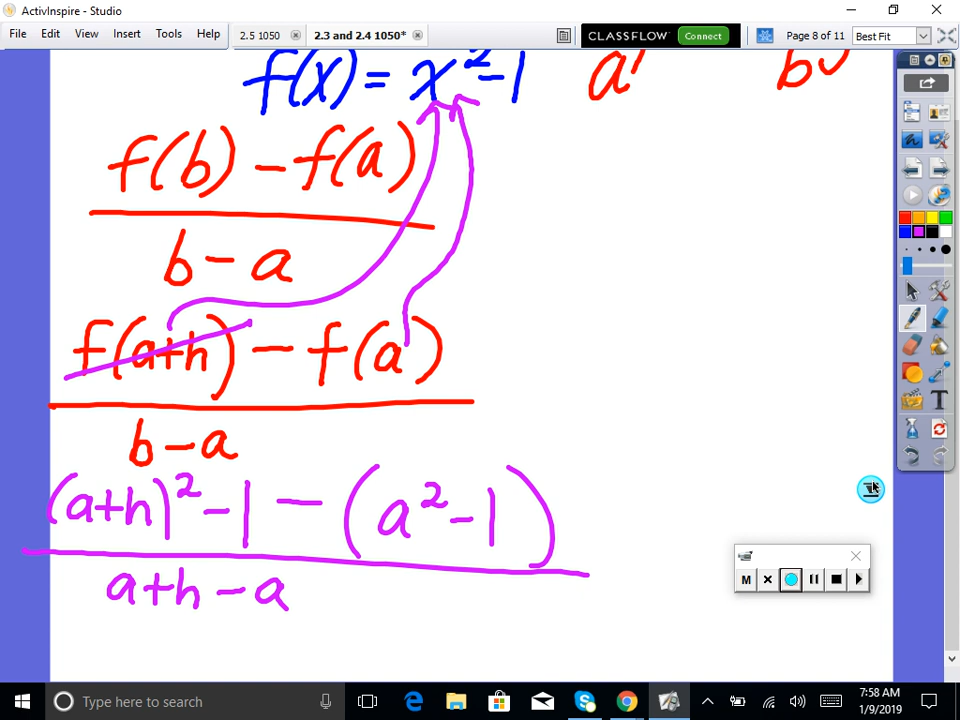 ActivInspire - Studio
File Edit View Insert Tools Help 2.5 1050 2.3 and 2.4 1050* CLASSFLOW Connect Page 8 of 11 Best Fit
f(x) = x²-1 a b
f(b) - f(a)
b - a
f(a+h) - f(a)
b - a
(a+h)² - 1 - (a² - 1)
a+h - a
M
Type here to search
7:58 AM
1/9/2019